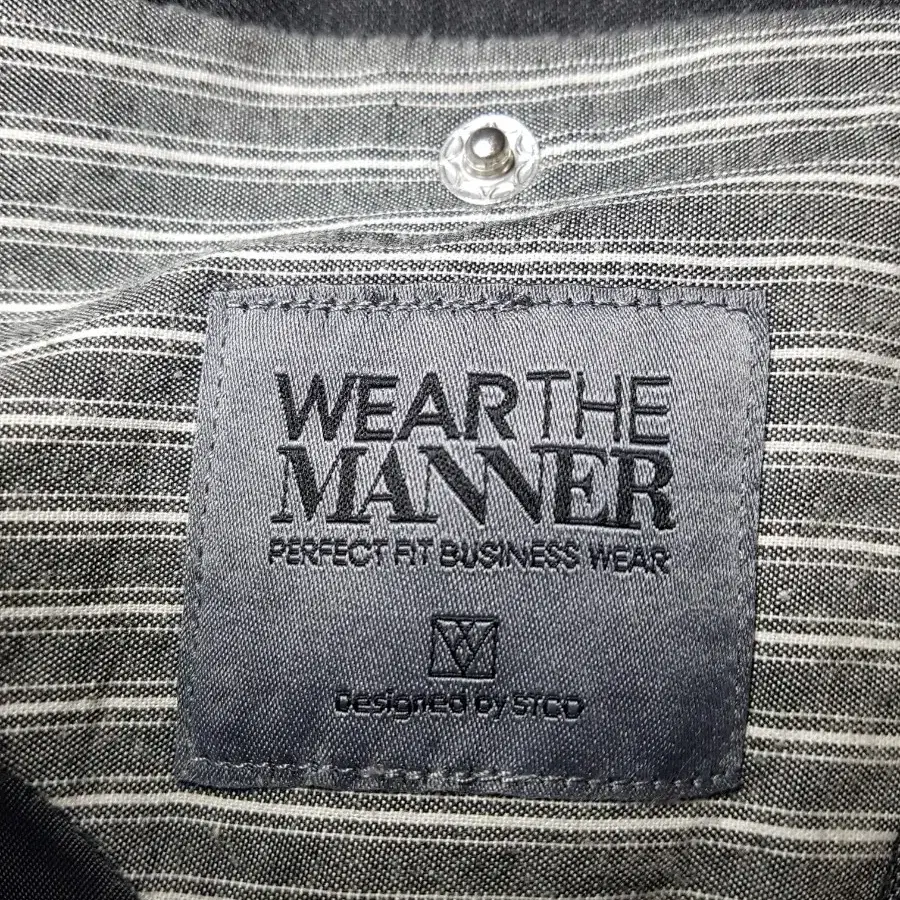 WEAR THE
MANNER
PERFECT FIT BUSINESS WEAR
Designed by STCO